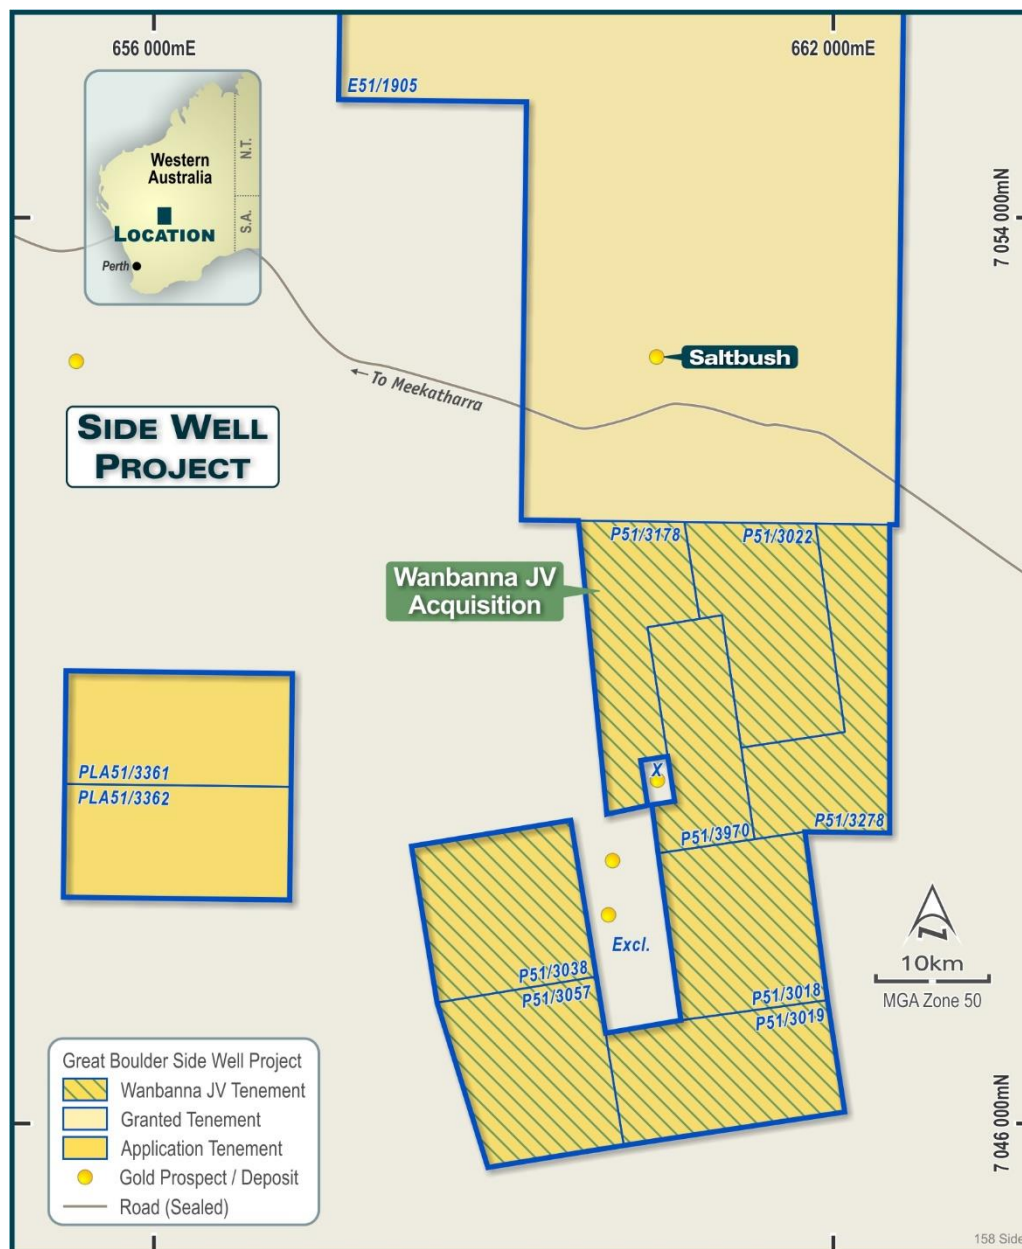 656 000mE
662 000mE
E51/1905
Western
Australia
N.T.
S.A.
LOCATION
Perth
7 054 000mN
Saltbush
← To Meekatharra
SIDE WELL
PROJECT
P51/3178
P51/3022
Wanbanna JV
Acquisition
PLA51/3361
PLA51/3362
X
P51/3970
P51/3278
Excl.
P51/3038
P51/3057
P51/3018
P51/3019
N
10km
MGA Zone 50
7 046 000mN
Great Boulder Side Well Project
Wanbanna JV Tenement
Granted Tenement
Application Tenement
Gold Prospect / Deposit
Road (Sealed)
158 Side